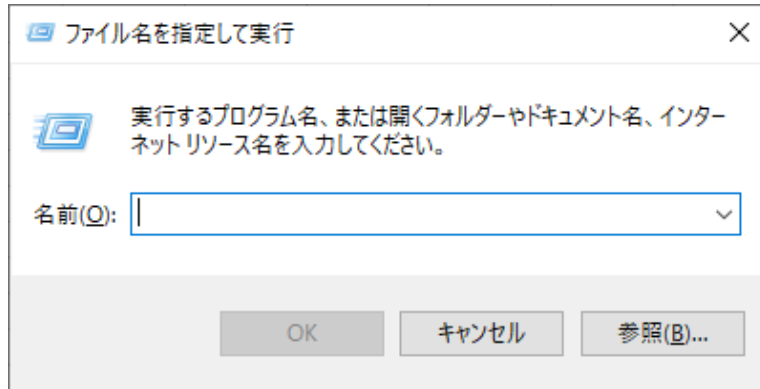 ファイル名を指定して実行
実行するプログラム名、または開くフォルダーやドキュメント名、インター
ネット リソース名を入力してください。
名前(O):
OK キャンセル 参照(B)...